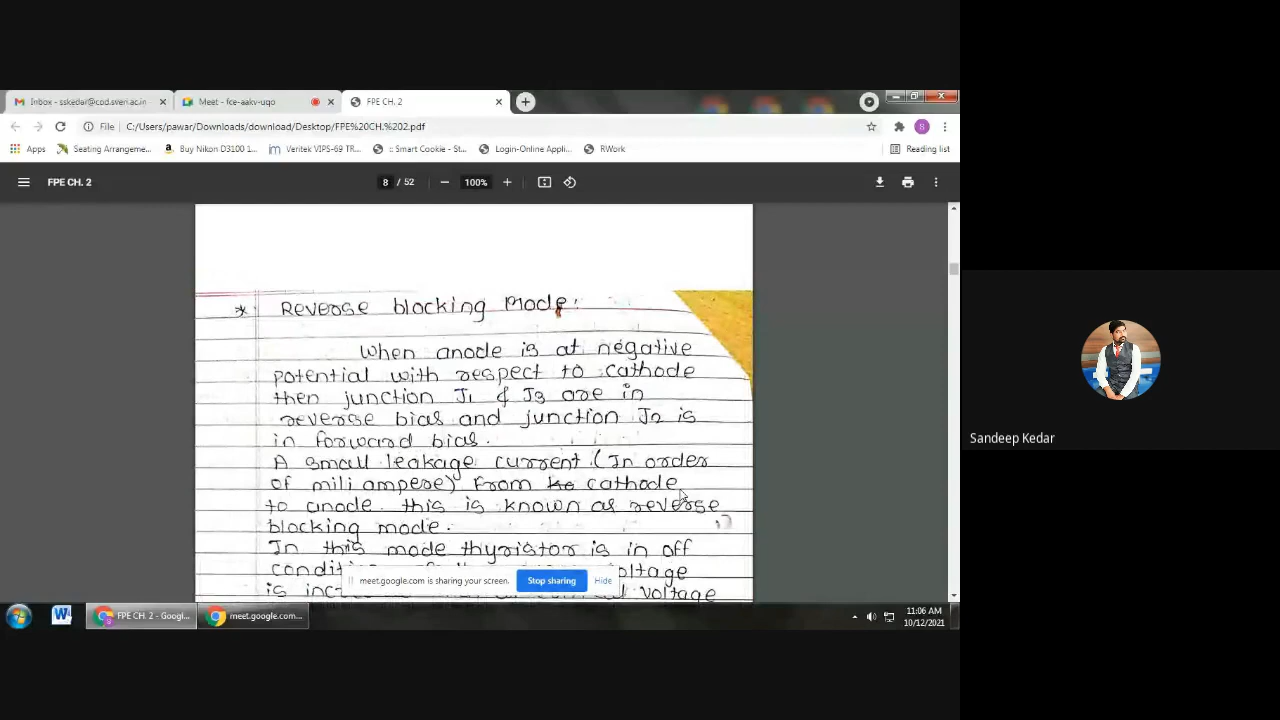 Inbox - sskedar@cod.sveri.ac.in
Meet - fce-aakv-uqo
FPE CH. 2
File C:/Users/pawar/Downloads/download/Desktop/FPE%20CH.%202.pdf
Apps Seating Arrangeme... Buy Nikon D3100 1... Veritek VIPS-69 TR... :: Smart Cookie - St... Login-Online Appli... RWork Reading list
FPE CH. 2 8 / 52 100%
* Reverse blocking Mode:
When anode is at negative
potential with respect to cathode
then junction J1 & J3 are in
reverse bias and junction J2 is
in forward bias.
A small leakage current (In order
of mili ampere) from cathode
to anode. this is known as reverse
blocking mode.
In this mode thyristor is in off
voltage
is voltage
meet.google.com is sharing your screen. Stop sharing Hide
FPE CH. 2 - Googl...
meet.google.com...
11:06 AM
10/12/2021
Sandeep Kedar